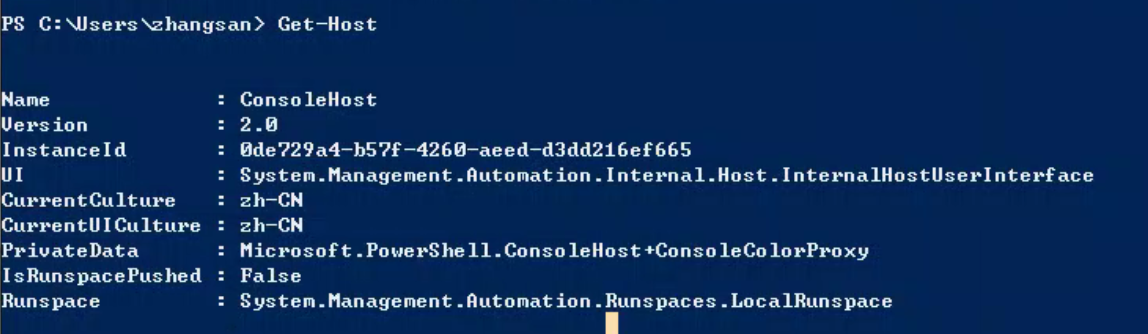 PS C:\Users\zhangsan> Get-Host
Name             : ConsoleHost
Version          : 2.0
InstanceId       : 0de729a4-b57f-4260-aeed-d3dd216ef665
UI               : System.Management.Automation.Internal.Host.InternalHostUserInterface
CurrentCulture   : zh-CN
CurrentUICulture : zh-CN
PrivateData      : Microsoft.PowerShell.ConsoleHost+ConsoleColorProxy
IsRunspacePushed : False
Runspace         : System.Management.Automation.Runspaces.LocalRunspace